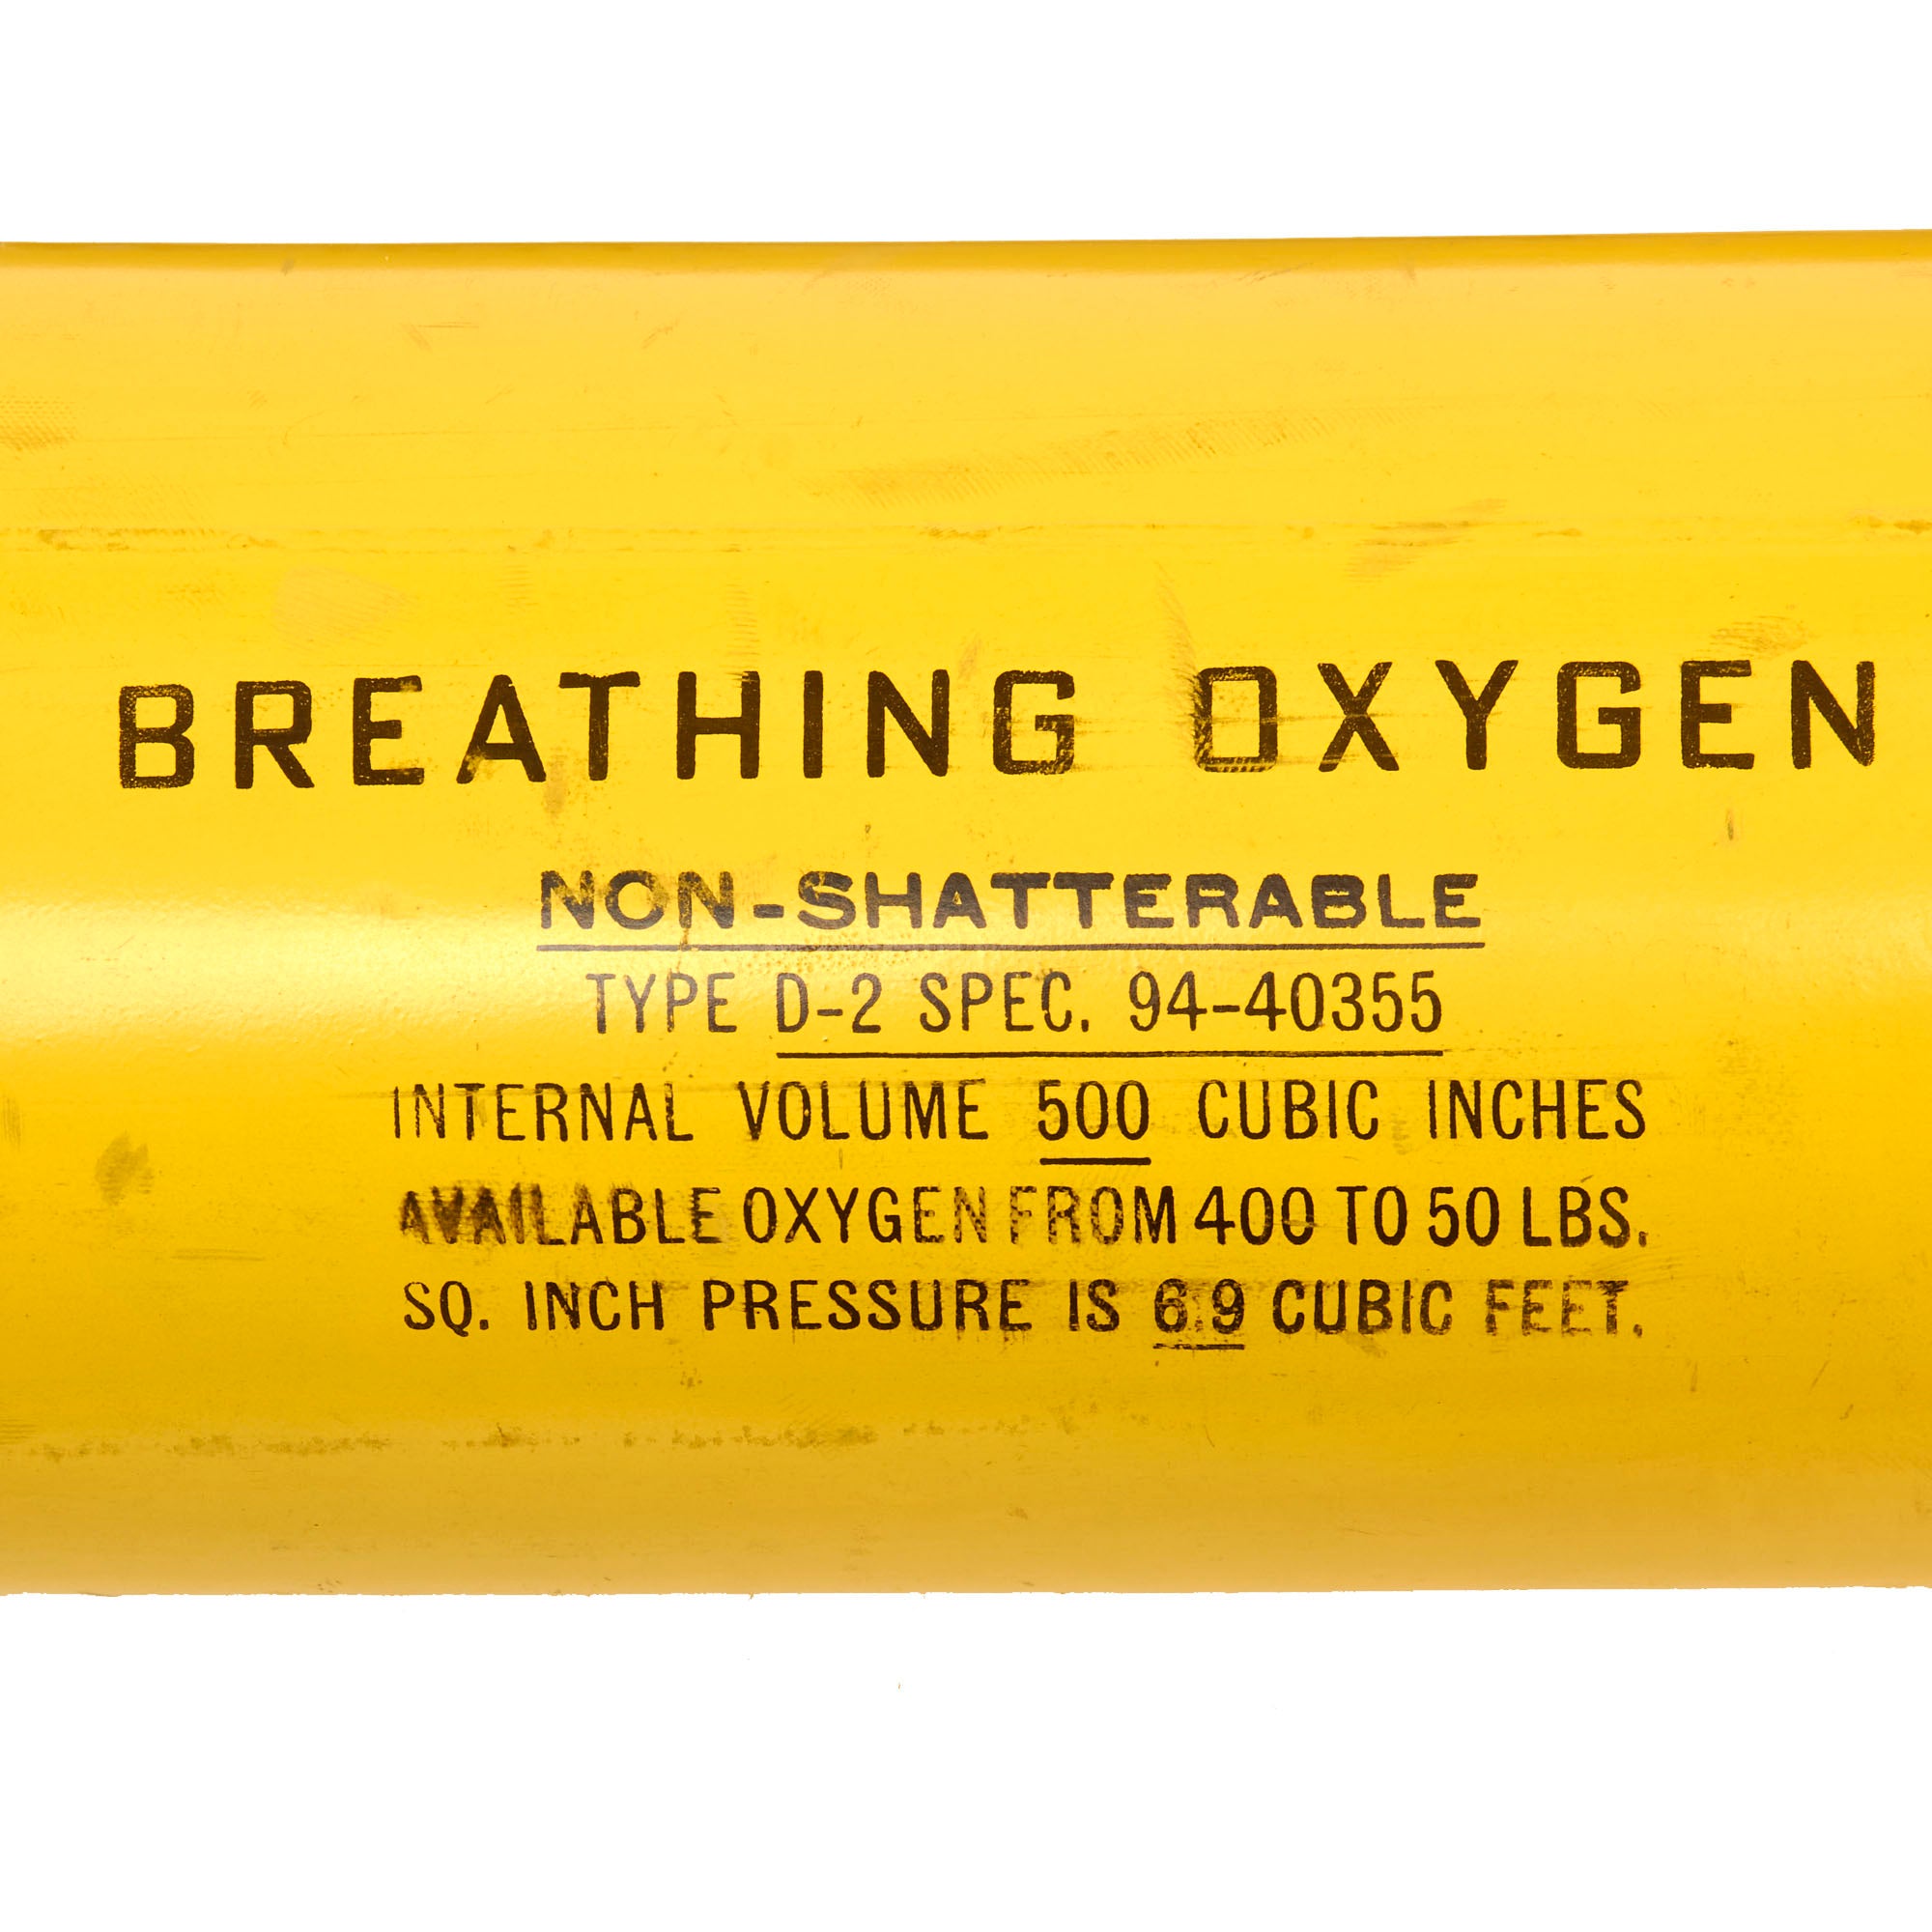 BREATHING OXYGEN
NON-SHATTERABLE
TYPE D-2 SPEC. 94-40355
INTERNAL VOLUME 500 CUBIC INCHES
AVAILABLE OXYGEN FROM 400 TO 50 LBS.
SQ. INCH PRESSURE IS 6.9 CUBIC FEET.